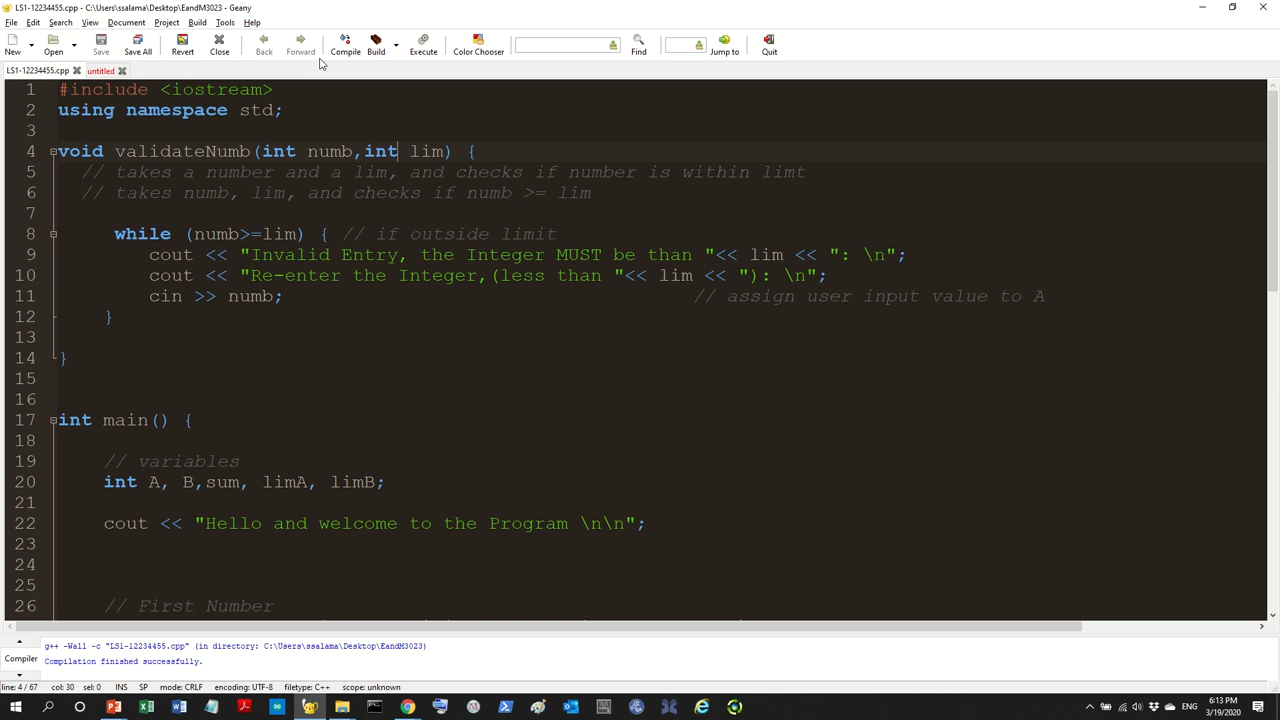 LS1-12234455.cpp - C:\Users\ssalama\Desktop\EandM3023 - Geany
File Edit Search View Document Project Build Tools Help
New Open Save Save All Revert Close Back Forward Compile Build Execute Color Chooser Find Jump to Quit
LS1-12234455.cpp untitled
1 #include <iostream>
2 using namespace std;
3
4 void validateNumb(int numb,int lim) {
5 // takes a number and a lim, and checks if number is within limt
6 // takes numb, lim, and checks if numb >= lim
7
8 while (numb>=lim) { // if outside limit
9 cout << "Invalid Entry, the Integer MUST be than "<< lim << ": \n";
10 cout << "Re-enter the Integer,(less than "<< lim << "): \n";
11 cin >> numb; // assign user input value to A
12 }
13
14 }
15
16
17 int main() {
18
19 // variables
20 int A, B,sum, limA, limB;
21
22 cout << "Hello and welcome to the Program \n\n";
23
24
25
26 // First Number
g++ -Wall -c "LS1-12234455.cpp" (in directory: C:\Users\ssalama\Desktop\EandM3023)
Compiler
Compilation finished successfully.
line: 4 / 67 col: 30 sel: 0 INS SP mode: CRLF encoding: UTF-8 filetype: C++ scope: unknown
6:13 PM
3/19/2020